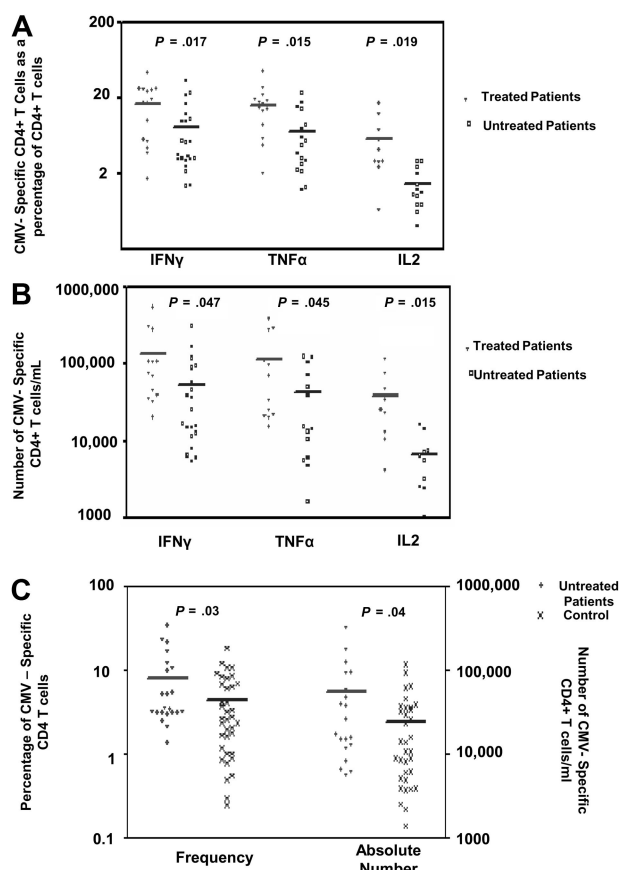 A
CMV- Specific CD4+ T Cells as a
percentage of CD4+ T cells
200
20
2
P = .017
P = .015
P = .019
IFNγ
TNFα
IL2
Treated Patients
Untreated Patients
B
Number of CMV- Specific
CD4+ T cells/mL
1000,000
100,000
10,000
1000
P = .047
P = .045
P = .015
IFNγ
TNFα
IL2
Treated Patients
Untreated Patients
C
Percentage of CMV – Specific
CD4 T cells
100
10
1
0.1
P = .03
P = .04
1000,000
100,000
10,000
1000
Number of CMV- Specific
CD4+ T cells/ml
Frequency
Absolute
Number
Untreated
Patients
Control